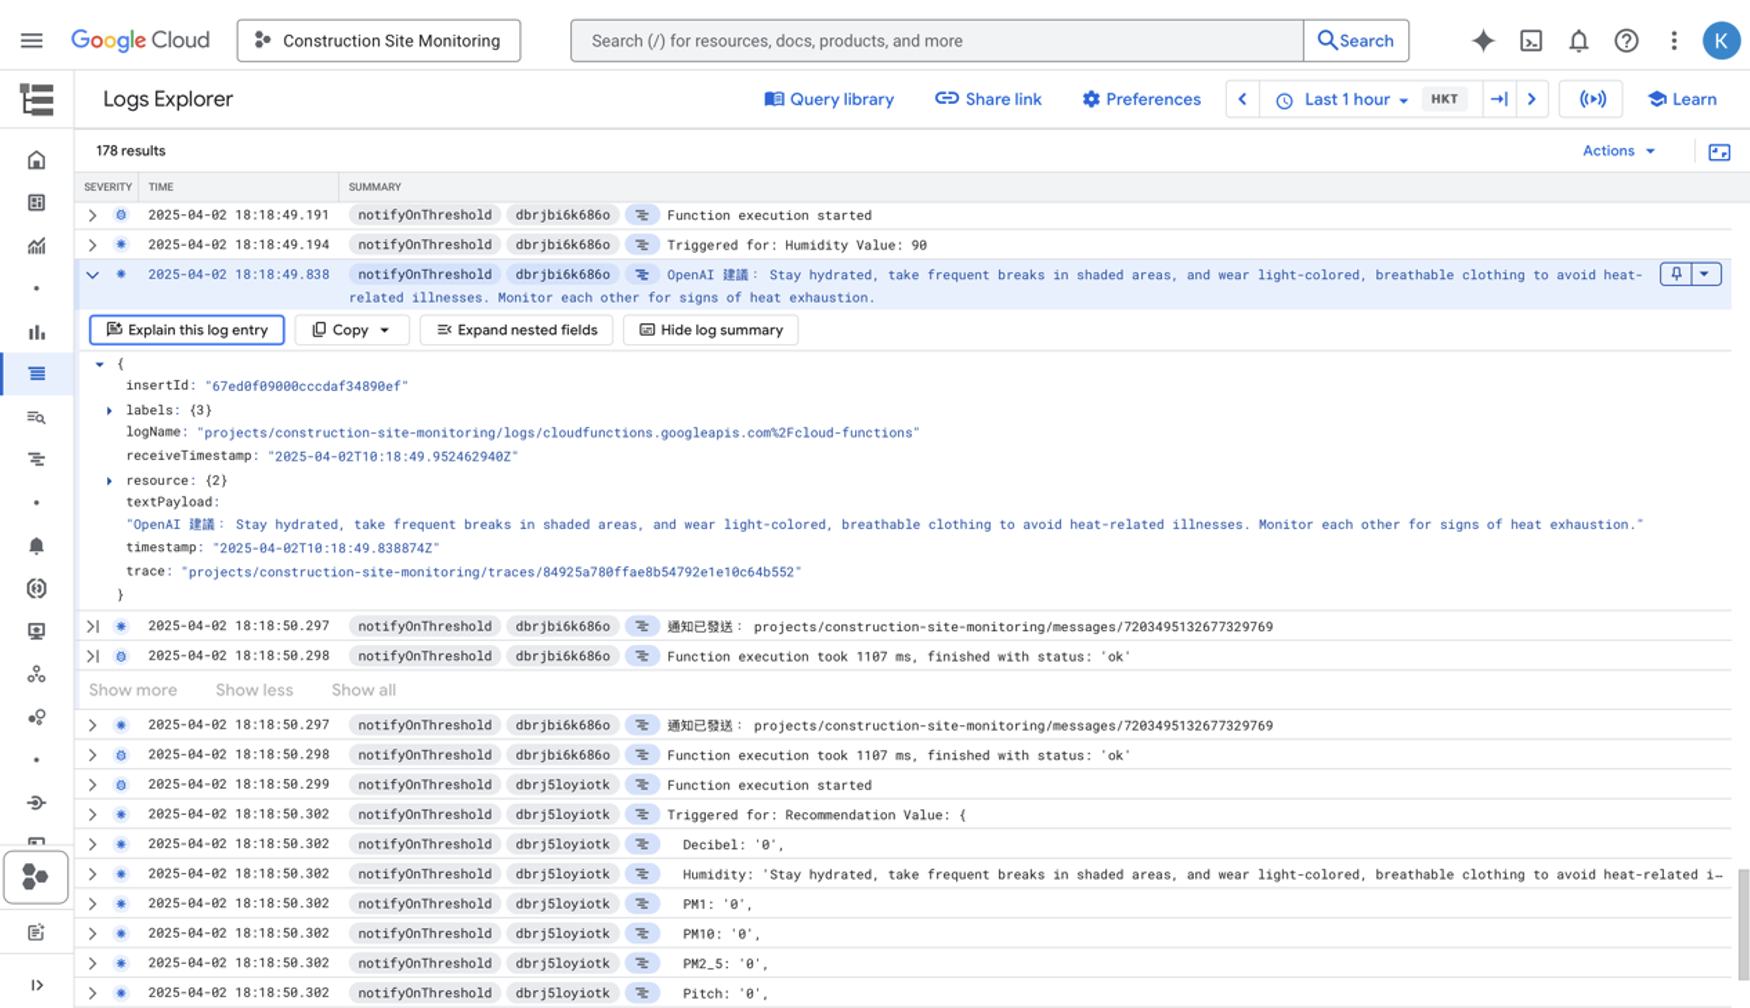 Google Cloud
Construction Site Monitoring
Search (/) for resources, docs, products, and more
Search
K
Logs Explorer
Query library
Share link
Preferences
Last 1 hour
HKT
Learn
178 results
Actions
SEVERITY TIME SUMMARY
2025-04-02 18:18:49.191 notifyOnThreshold dbrjbi6k686o Function execution started
2025-04-02 18:18:49.194 notifyOnThreshold dbrjbi6k686o Triggered for: Humidity Value: 90
2025-04-02 18:18:49.838 notifyOnThreshold dbrjbi6k686o OpenAI 建議： Stay hydrated, take frequent breaks in shaded areas, and wear light-colored, breathable clothing to avoid heat-
related illnesses. Monitor each other for signs of heat exhaustion.
Explain this log entry Copy Expand nested fields Hide log summary
{
insertId: "67ed0f09000cccdaf34890ef"
labels: {3}
logName: "projects/construction-site-monitoring/logs/cloudfunctions.googleapis.com%2Fcloud-functions"
receiveTimestamp: "2025-04-02T10:18:49.952462940Z"
resource: {2}
textPayload:
"OpenAI 建議： Stay hydrated, take frequent breaks in shaded areas, and wear light-colored, breathable clothing to avoid heat-related illnesses. Monitor each other for signs of heat exhaustion."
timestamp: "2025-04-02T10:18:49.838874Z"
trace: "projects/construction-site-monitoring/traces/84925a780ffae8b54792e1e10c64b552"
}
2025-04-02 18:18:50.297 notifyOnThreshold dbrjbi6k686o 通知已發送： projects/construction-site-monitoring/messages/7203495132677329769
2025-04-02 18:18:50.298 notifyOnThreshold dbrjbi6k686o Function execution took 1107 ms, finished with status: 'ok'
Show more Show less Show all
2025-04-02 18:18:50.297 notifyOnThreshold dbrjbi6k686o 通知已發送： projects/construction-site-monitoring/messages/7203495132677329769
2025-04-02 18:18:50.298 notifyOnThreshold dbrjbi6k686o Function execution took 1107 ms, finished with status: 'ok'
2025-04-02 18:18:50.299 notifyOnThreshold dbrj5loyiotk Function execution started
2025-04-02 18:18:50.302 notifyOnThreshold dbrj5loyiotk Triggered for: Recommendation Value: {
2025-04-02 18:18:50.302 notifyOnThreshold dbrj5loyiotk Decibel: '0',
2025-04-02 18:18:50.302 notifyOnThreshold dbrj5loyiotk Humidity: 'Stay hydrated, take frequent breaks in shaded areas, and wear light-colored, breathable clothing to avoid heat-related i…
2025-04-02 18:18:50.302 notifyOnThreshold dbrj5loyiotk PM1: '0',
2025-04-02 18:18:50.302 notifyOnThreshold dbrj5loyiotk PM10: '0',
2025-04-02 18:18:50.302 notifyOnThreshold dbrj5loyiotk PM2_5: '0',
2025-04-02 18:18:50.302 notifyOnThreshold dbrj5loyiotk Pitch: '0',